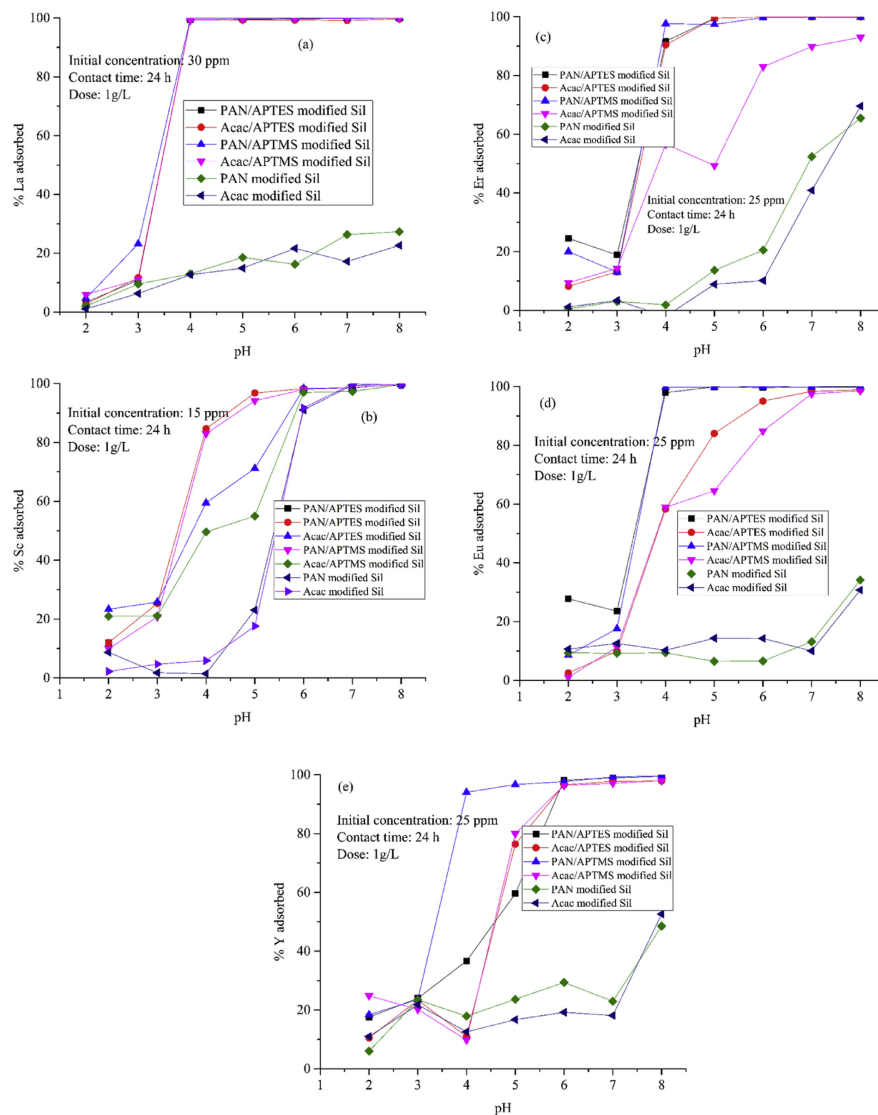 (a)
Initial concentration: 30 ppm
Contact time: 24 h
Dose: 1g/L
PAN/APTES modified Sil
Acac/APTES modified Sil
PAN/APTMS modified Sil
Acac/APTMS modified Sil
PAN modified Sil
Acac modified Sil
% La adsorbed
100
80
60
40
20
0
1 2 3 4 5 6 7 8
pH
(c)
PAN/APTES modified Sil
Acac/APTES modified Sil
PAN/APTMS modified Sil
Acac/APTMS modified Sil
PAN modified Sil
Acac modified Sil
Initial concentration: 25 ppm
Contact time: 24 h
Dose: 1g/L
% Er adsorbed
100
80
60
40
20
0
1 2 3 4 5 6 7 8
pH
Initial concentration: 15 ppm
Contact time: 24 h
Dose: 1g/L
(b)
PAN/APTES modified Sil
PAN/APTES modified Sil
Acac/APTES modified Sil
PAN/APTMS modified Sil
Acac/APTMS modified Sil
PAN modified Sil
Acac modified Sil
% Sc adsorbed
100
80
60
40
20
0
1 2 3 4 5 6 7 8
pH
(d)
Initial concentration: 25 ppm
Contact time: 24 h
Dose: 1g/L
PAN/APTES modified Sil
Acac/APTES modified Sil
PAN/APTMS modified Sil
Acac/APTMS modified Sil
PAN modified Sil
Acac modified Sil
% Eu adsorbed
100
80
60
40
20
0
1 2 3 4 5 6 7 8
pH
(e)
Initial concentration: 25 ppm
Contact time: 24 h
Dose: 1g/L
PAN/APTES modified Sil
Acac/APTES modified Sil
PAN/APTMS modified Sil
Acac/APTMS modified Sil
PAN modified Sil
Acac modified Sil
% Y adsorbed
100
80
60
40
20
0
1 2 3 4 5 6 7 8
pH